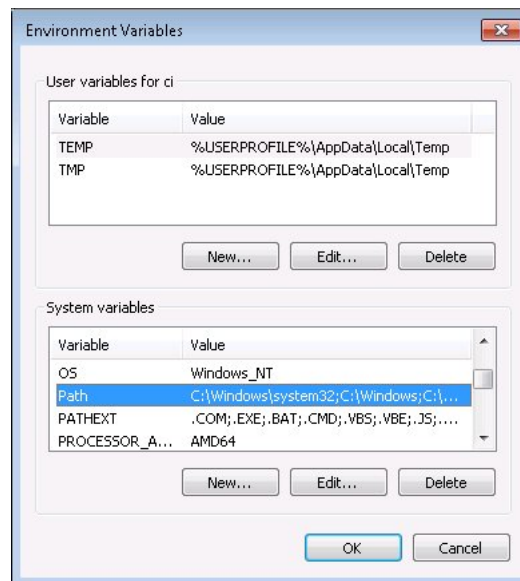 Environment Variables
User variables for ci
Variable Value
TEMP %USERPROFILE%\AppData\Local\Temp
TMP %USERPROFILE%\AppData\Local\Temp
New... Edit... Delete
System variables
Variable Value
OS Windows_NT
Path C:\Windows\system32;C:\Windows;C:\...
PATHEXT .COM;.EXE;.BAT;.CMD;.VBS;.VBE;.JS;....
PROCESSOR_A... AMD64
New... Edit... Delete
OK Cancel